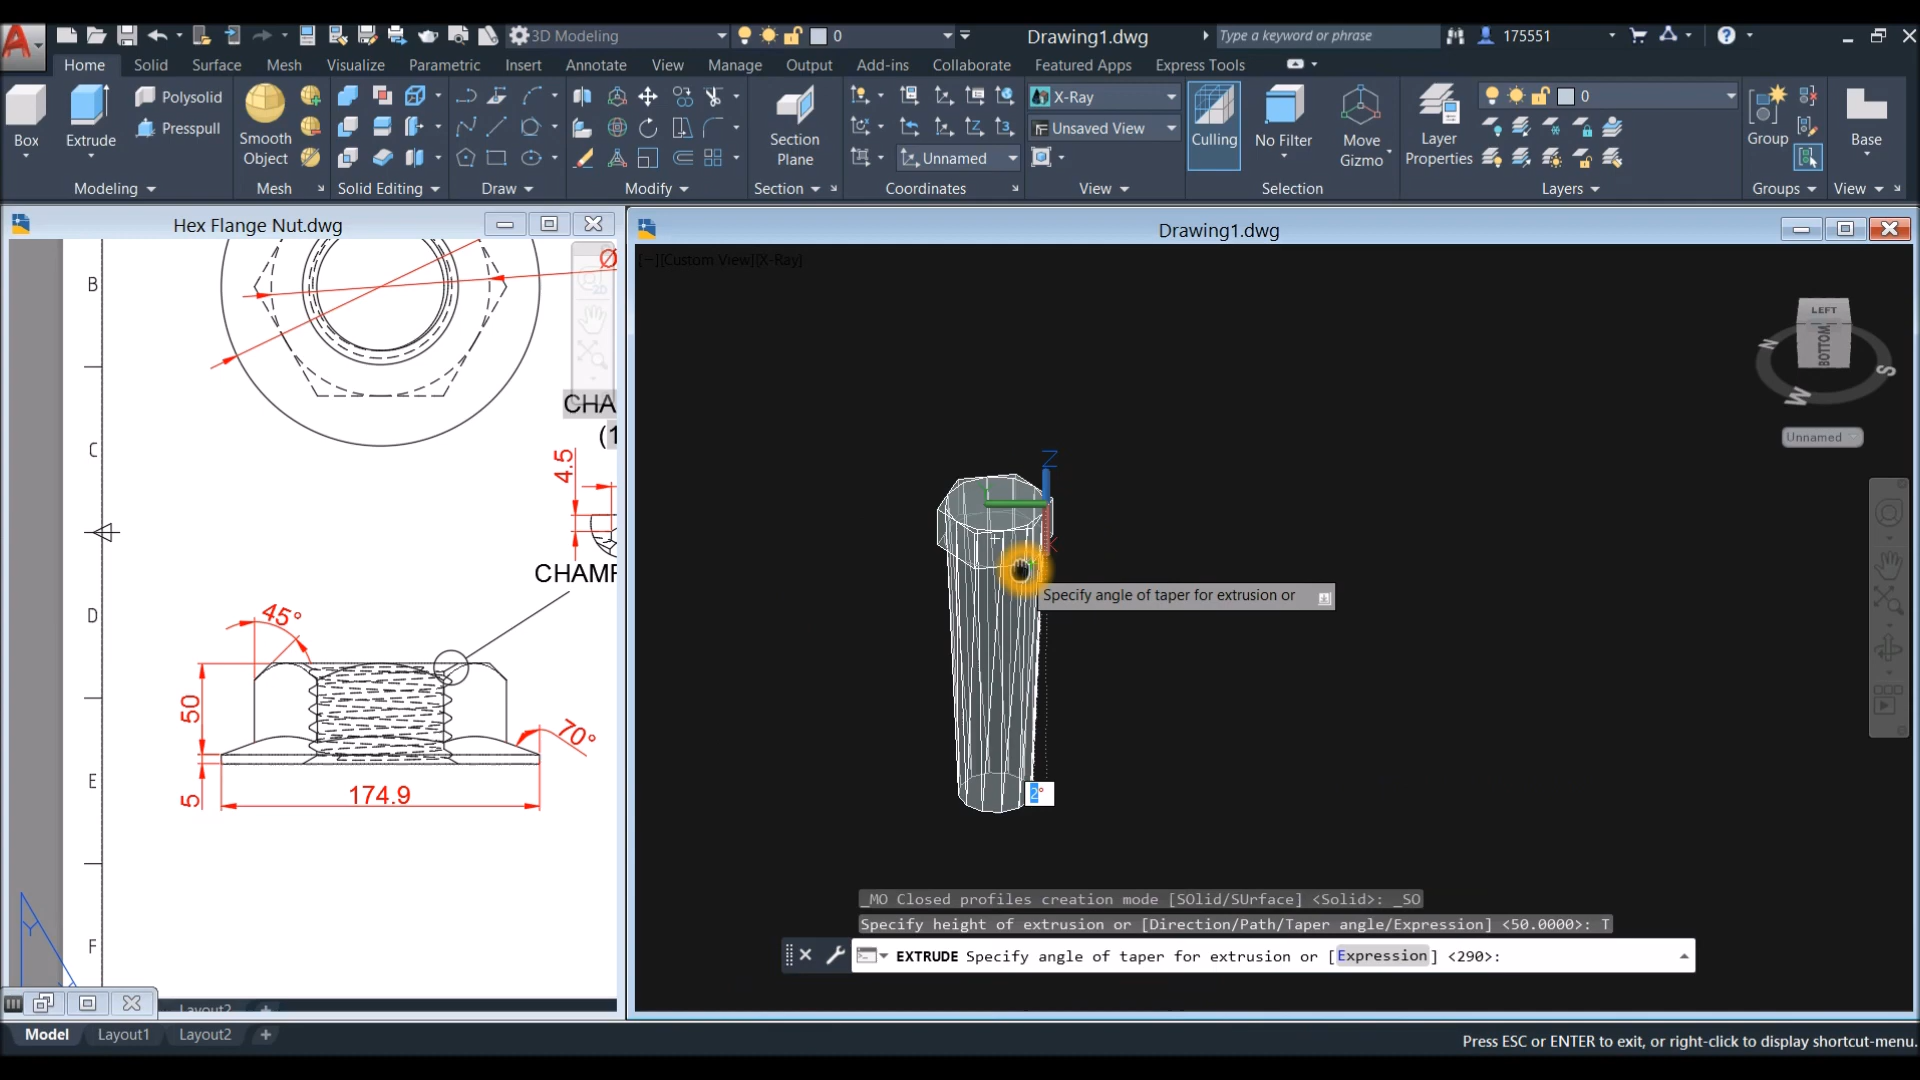 3D Modeling
0
Drawing1.dwg
Type a keyword or phrase
175551
Home
Solid
Surface
Mesh
Visualize
Parametric
Insert
Annotate
View
Manage
Output
Add-ins
Collaborate
Featured Apps
Express Tools
Box
Extrude
Polysolid
Presspull
Smooth Object
Section Plane
Unnamed
X-Ray
Unsaved View
Culling
No Filter
Move Gizmo
Layer Properties
0
Group
Base
Modeling
Mesh
Solid Editing
Draw
Modify
Section
Coordinates
View
Selection
Layers
Groups
View
Hex Flange Nut.dwg
B
C
D
E
F
Ø
CHA
(1
4.5
CHAMF
45°
50
70°
5
174.9
Y
Layout2
Drawing1.dwg
[−][Custom View][X-Ray]
LEFT
BOTTOM
N
S
W
Unnamed
Z
X
Specify angle of taper for extrusion or
2°
_MO Closed profiles creation mode [SOlid/SUrface] <Solid>: _SO
Specify height of extrusion or [Direction/Path/Taper angle/Expression] <50.0000>: T
EXTRUDE Specify angle of taper for extrusion or [Expression] <290>:
Model
Layout1
Layout2
+
Press ESC or ENTER to exit, or right-click to display shortcut-menu.